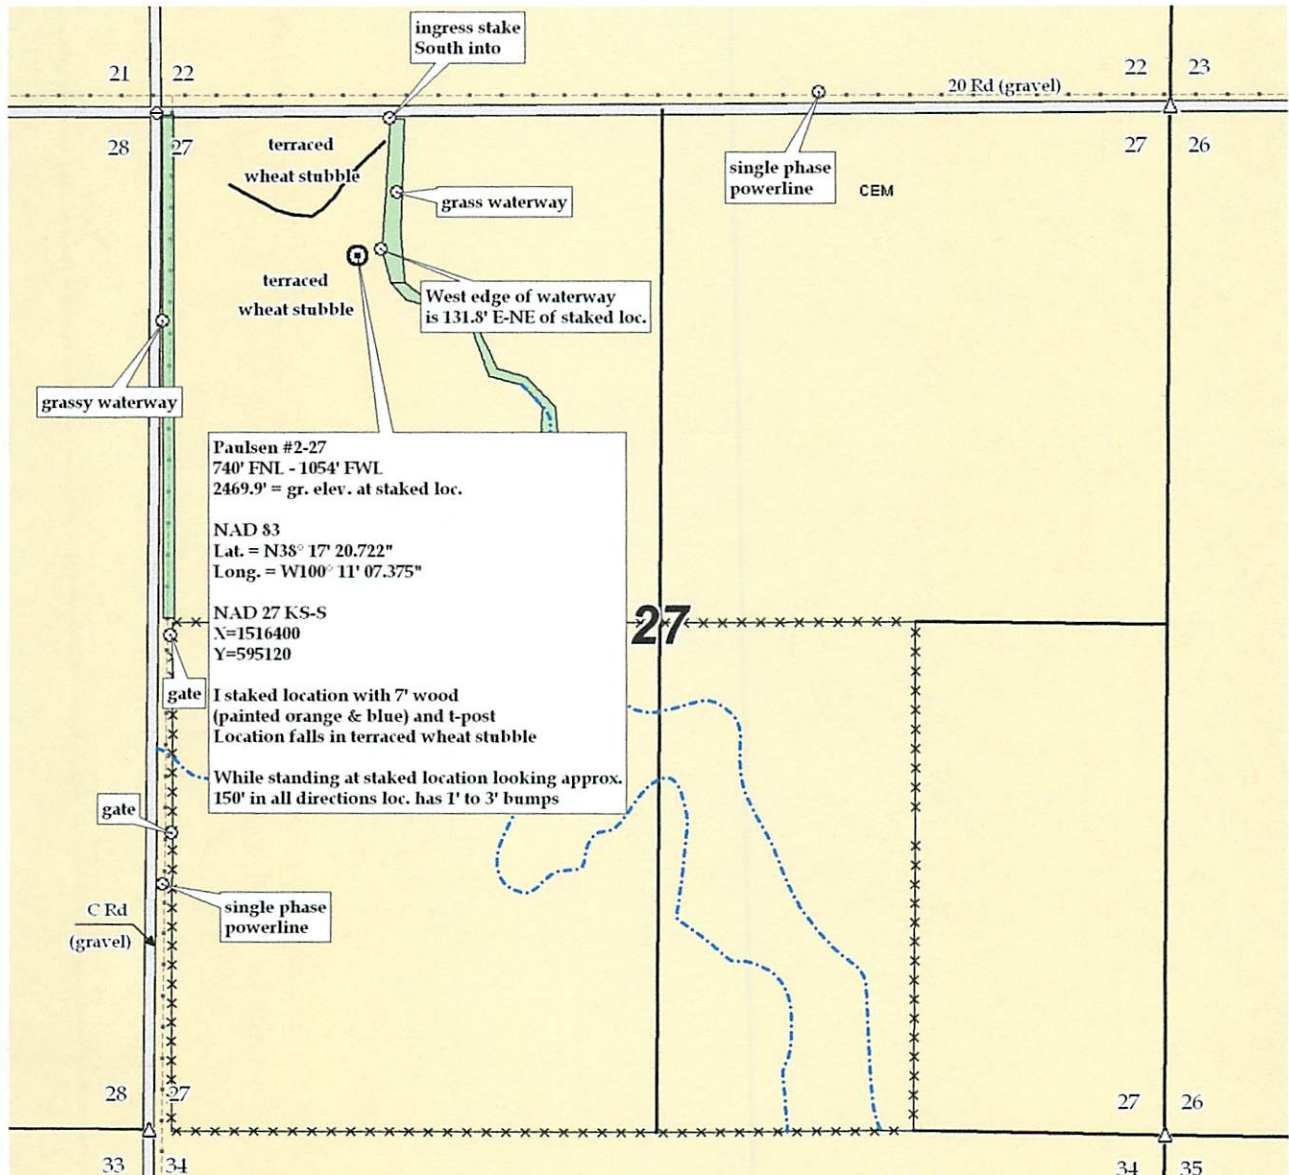 ingress stake
South into
21 22
22 23
20 Rd (gravel)
28 27
27 26
terraced
wheat stubble
single phase
powerline
CEM
grass waterway
terraced
wheat stubble
West edge of waterway
is 131.8' E-NE of staked loc.
grassy waterway
Paulsen #2-27
740' FNL - 1054' FWL
2469.9' = gr. elev. at staked loc.
NAD 83
Lat. = N38° 17' 20.722"
Long. = W100° 11' 07.375"
NAD 27 KS-S
X=1516400
Y=595120
27
gate
I staked location with 7' wood
(painted orange & blue) and t-post
Location falls in terraced wheat stubble
While standing at staked location looking approx.
150' in all directions loc. has 1' to 3' bumps
gate
single phase
powerline
C Rd
(gravel)
28 27
27 26
33 34
34 35